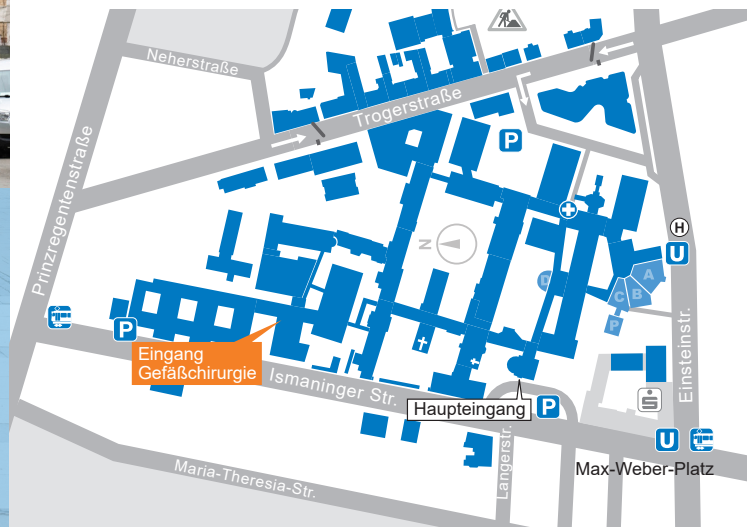 Neherstraße
Trogerstraße
Prinzregentenstraße
P
N
H
U
D
A
B
C
P
Einsteinstr.
P
Eingang
Gefäßchirurgie
Ismaninger Str.
Haupteingang
P
S
Langerstr.
U
Max-Weber-Platz
Maria-Theresia-Str.